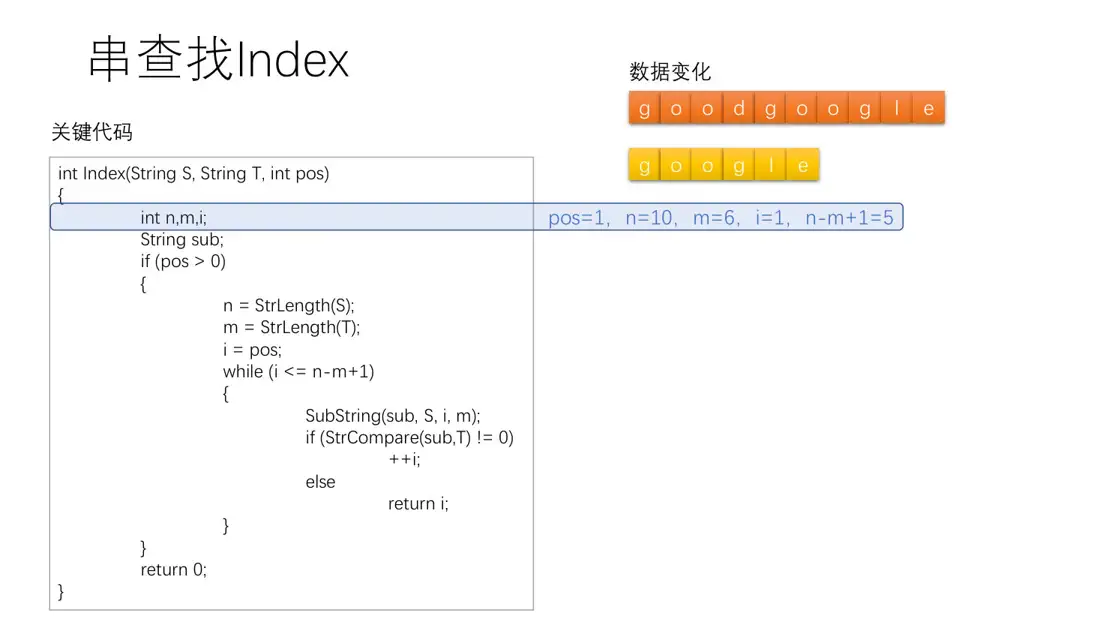 串查找Index
数据变化
g o o d g o o g l e
关键代码
g o o g l e
int Index(String S, String T, int pos)
{
int n,m,i;
pos=1, n=10, m=6, i=1, n-m+1=5
String sub;
if (pos > 0)
{
n = StrLength(S);
m = StrLength(T);
i = pos;
while (i <= n-m+1)
{
SubString(sub, S, i, m);
if (StrCompare(sub,T) != 0)
++i;
else
return i;
}
}
return 0;
}